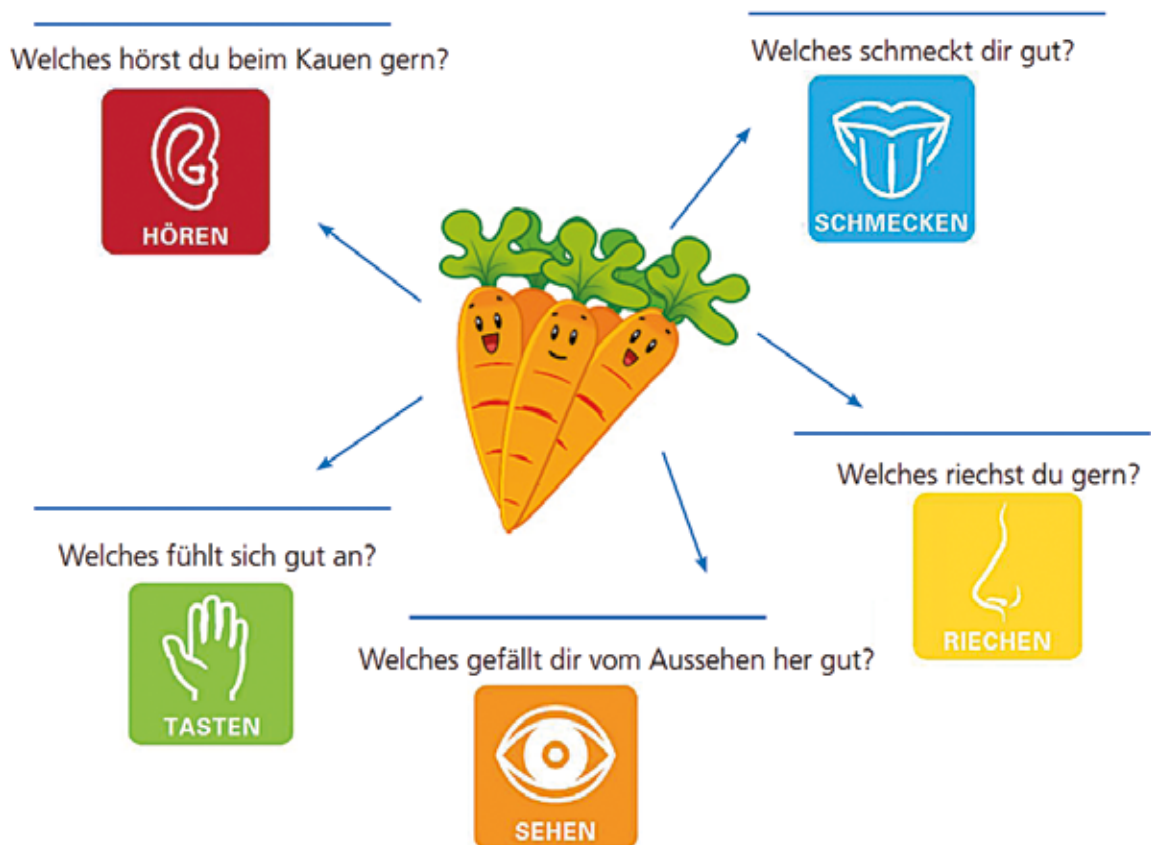 Welches hörst du beim Kauen gern?
HÖREN
Welches schmeckt dir gut?
SCHMECKEN
Welches riechst du gern?
RIECHEN
Welches fühlt sich gut an?
TASTEN
Welches gefällt dir vom Aussehen her gut?
SEHEN